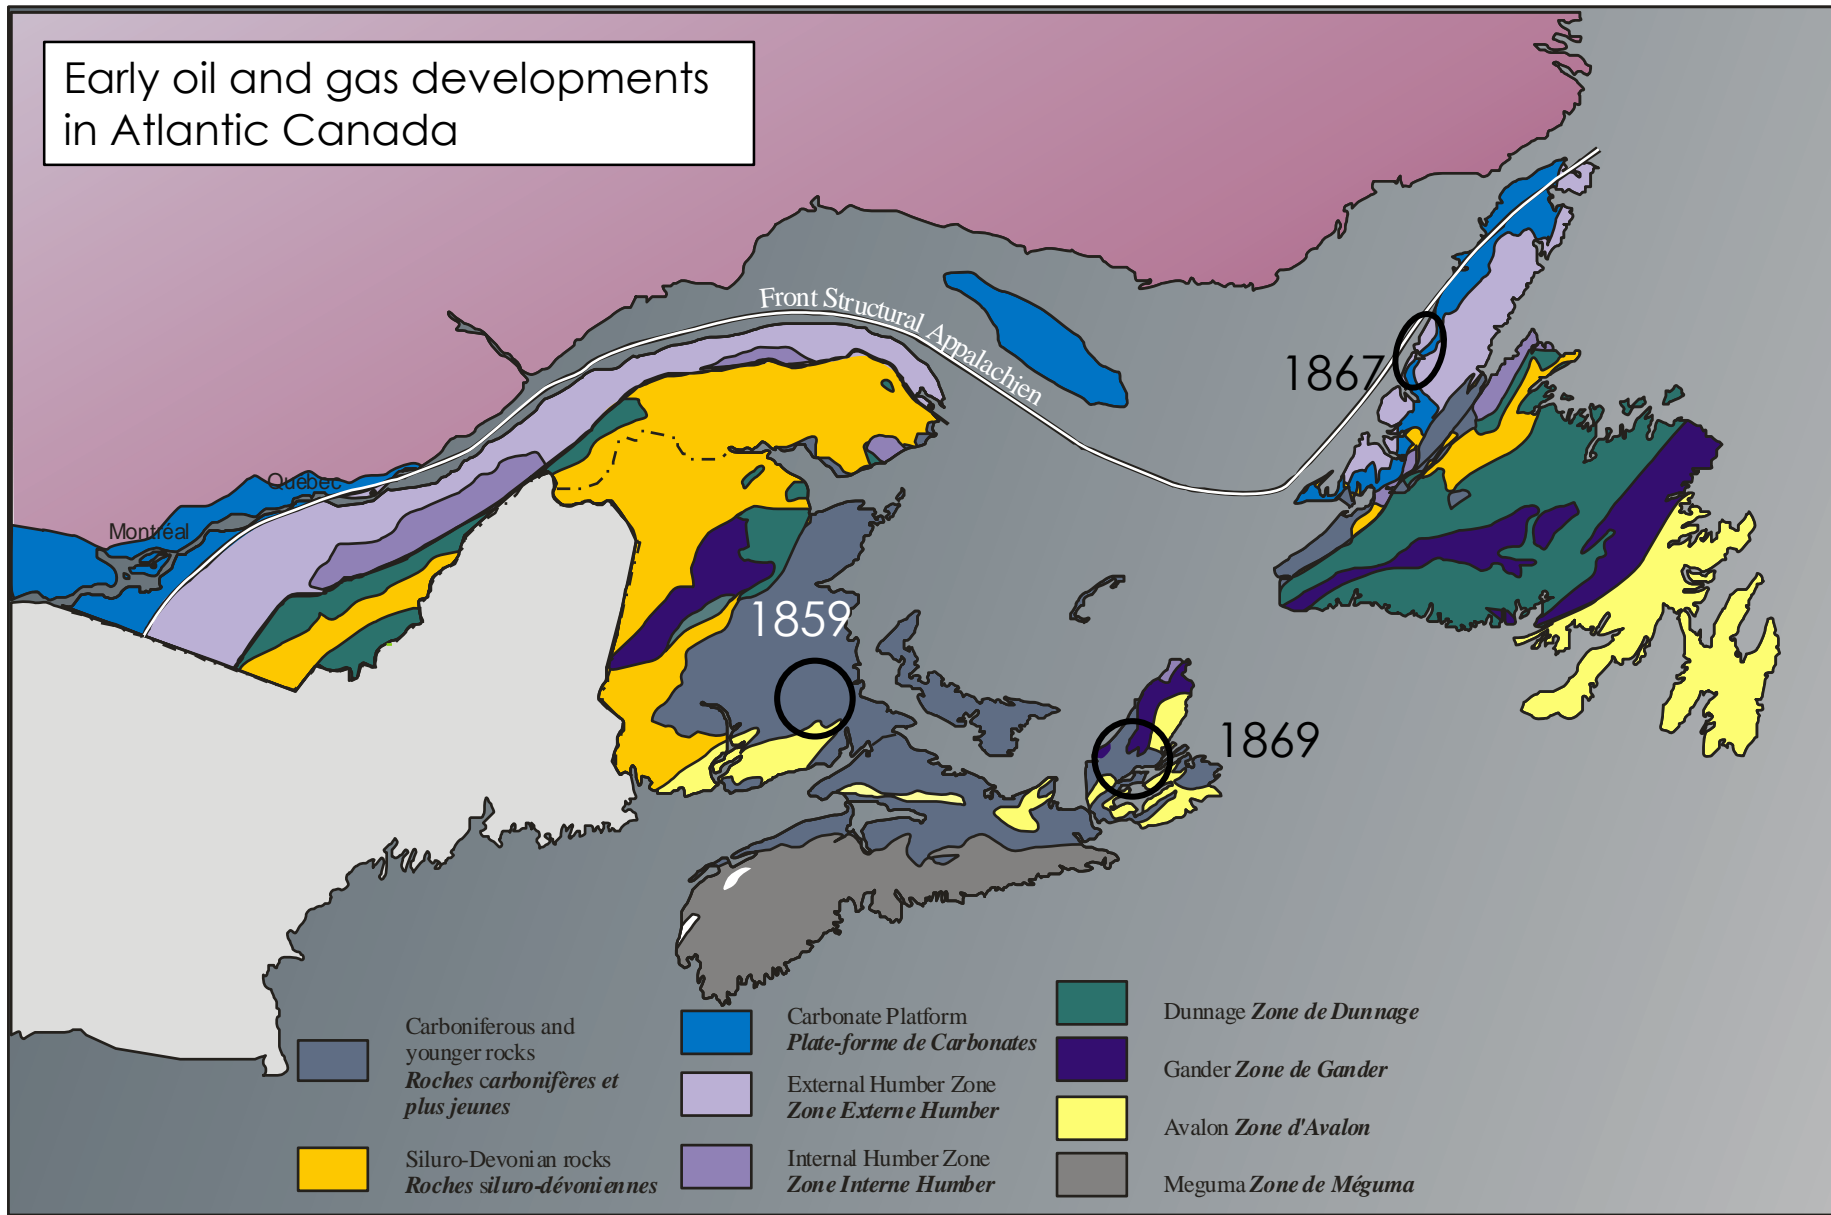 Early oil and gas developments
in Atlantic Canada
Front Structural Appalachien
1867
Québec
Montréal
1859
1869
Carboniferous and
younger rocks
Roches carbonifères et
plus jeunes
Siluro-Devonian rocks
Roches siluro-dévoniennes
Carbonate Platform
Plate-forme de Carbonates
External Humber Zone
Zone Externe Humber
Internal Humber Zone
Zone Interne Humber
Dunnage Zone de Dunnage
Gander Zone de Gander
Avalon Zone d'Avalon
Meguma Zone de Méguma